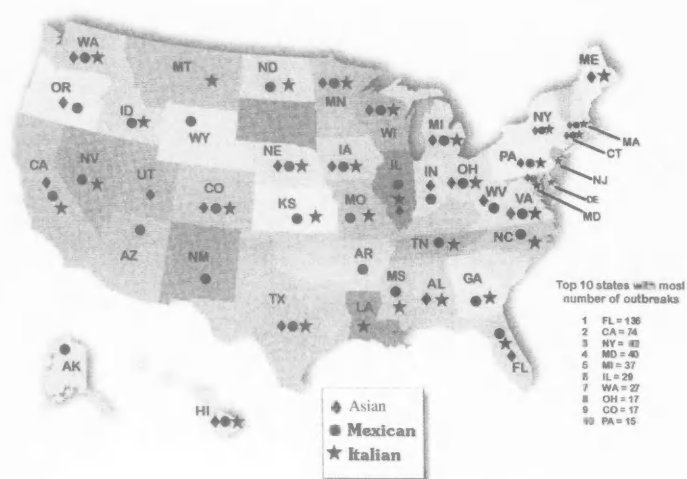 WA
MT
ND
MN
ME
OR
ID
WY
WI
MI
NY
MA
CT
NJ
DE
MD
CA
NV
UT
CO
NE
IA
IL
IN
OH
PA
WV
VA
KS
MO
AZ
NM
AR
TN
NC
TX
LA
MS
AL
GA
FL
AK
HI
Asian
Mexican
Italian
Top 10 states with most
number of outbreaks
1 FL = 136
2 CA = 74
3 NY =
4 MD = 40
5 MI = 37
6 IL = 29
7 WA = 27
8 OH = 17
9 CO = 17
10 PA = 15